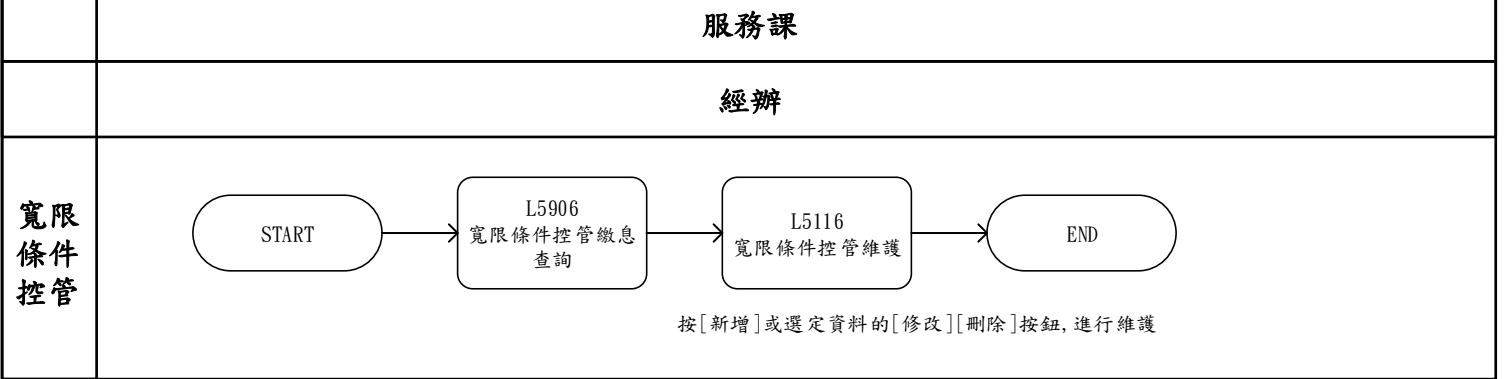 服務課
經辦
寬限
條件
控管
START
L5906
寬限條件控管繳息
查詢
L5116
寬限條件控管維護
END
按[新增]或選定資料的[修改][刪除]按鈕,進行維護